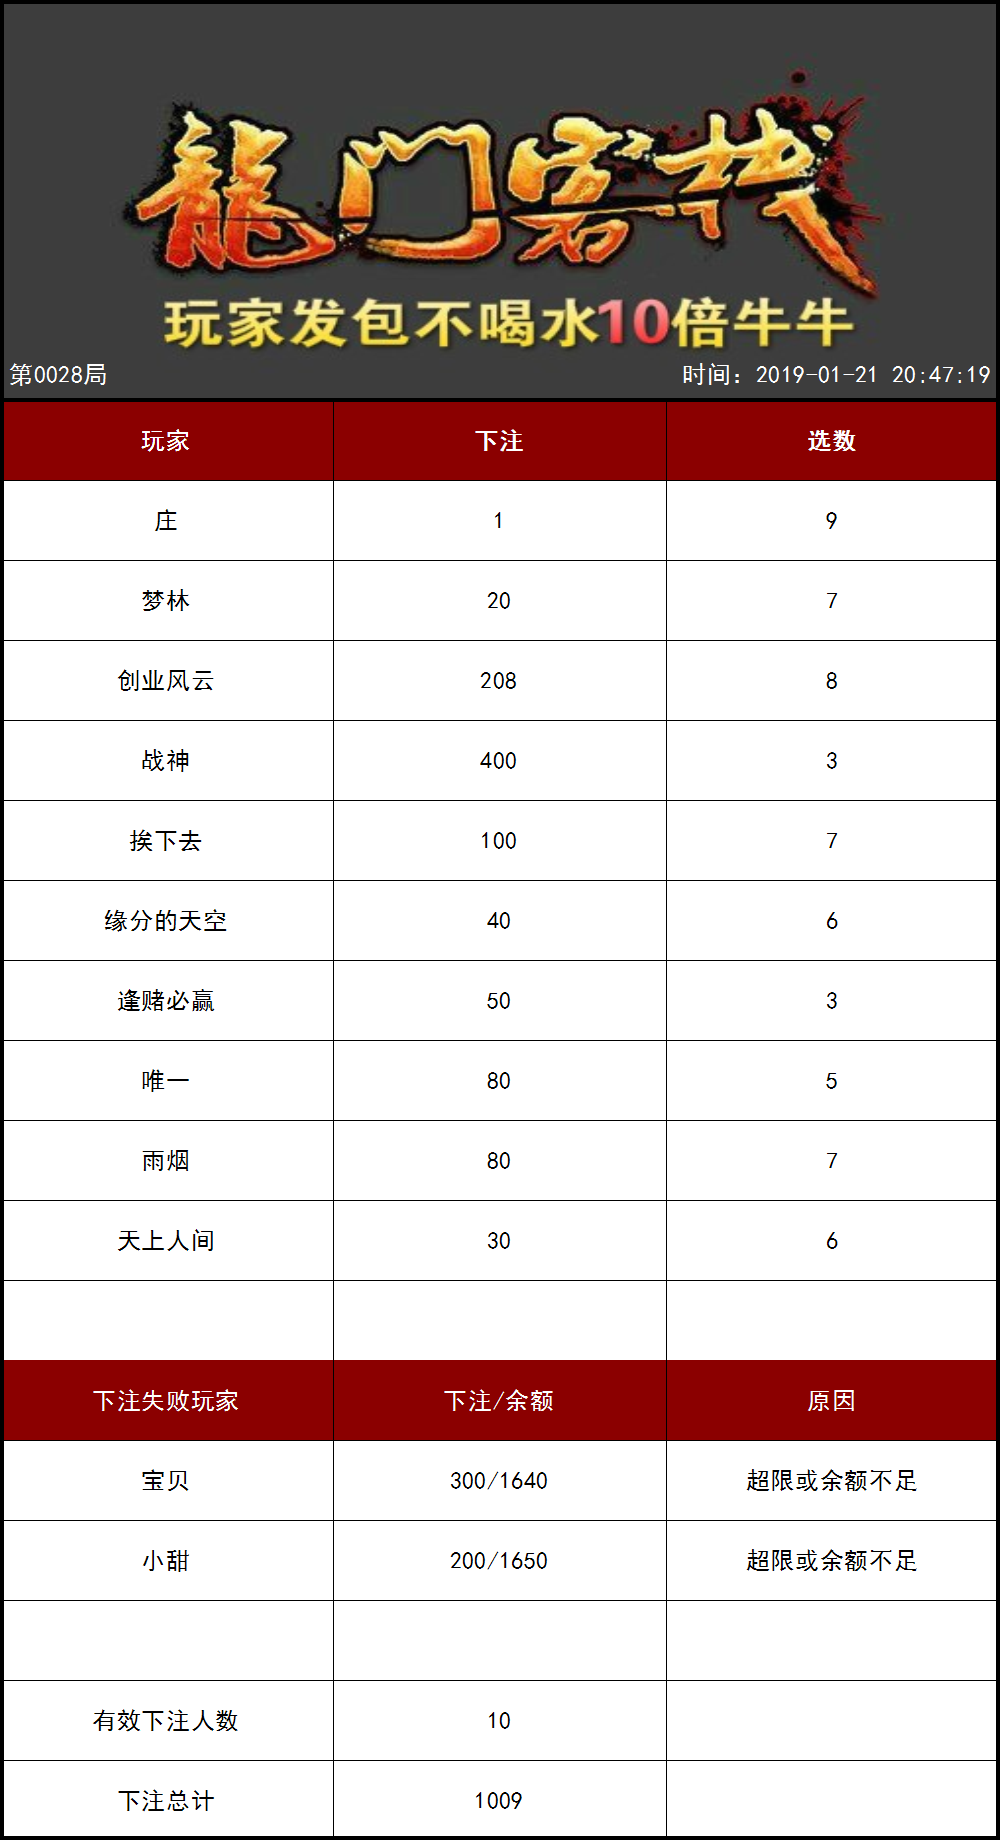 龍门客栈
玩家发包不喝水10倍牛牛
第0028局 时间：2019-01-21 20:47:19
玩家 下注 选数
庄 1 9
梦林 20 7
创业风云 208 8
战神 400 3
挨下去 100 7
缘分的天空 40 6
逢赌必赢 50 3
唯一 80 5
雨烟 80 7
天上人间 30 6
下注失败玩家 下注/余额 原因
宝贝 300/1640 超限或余额不足
小甜 200/1650 超限或余额不足
有效下注人数 10
下注总计 1009